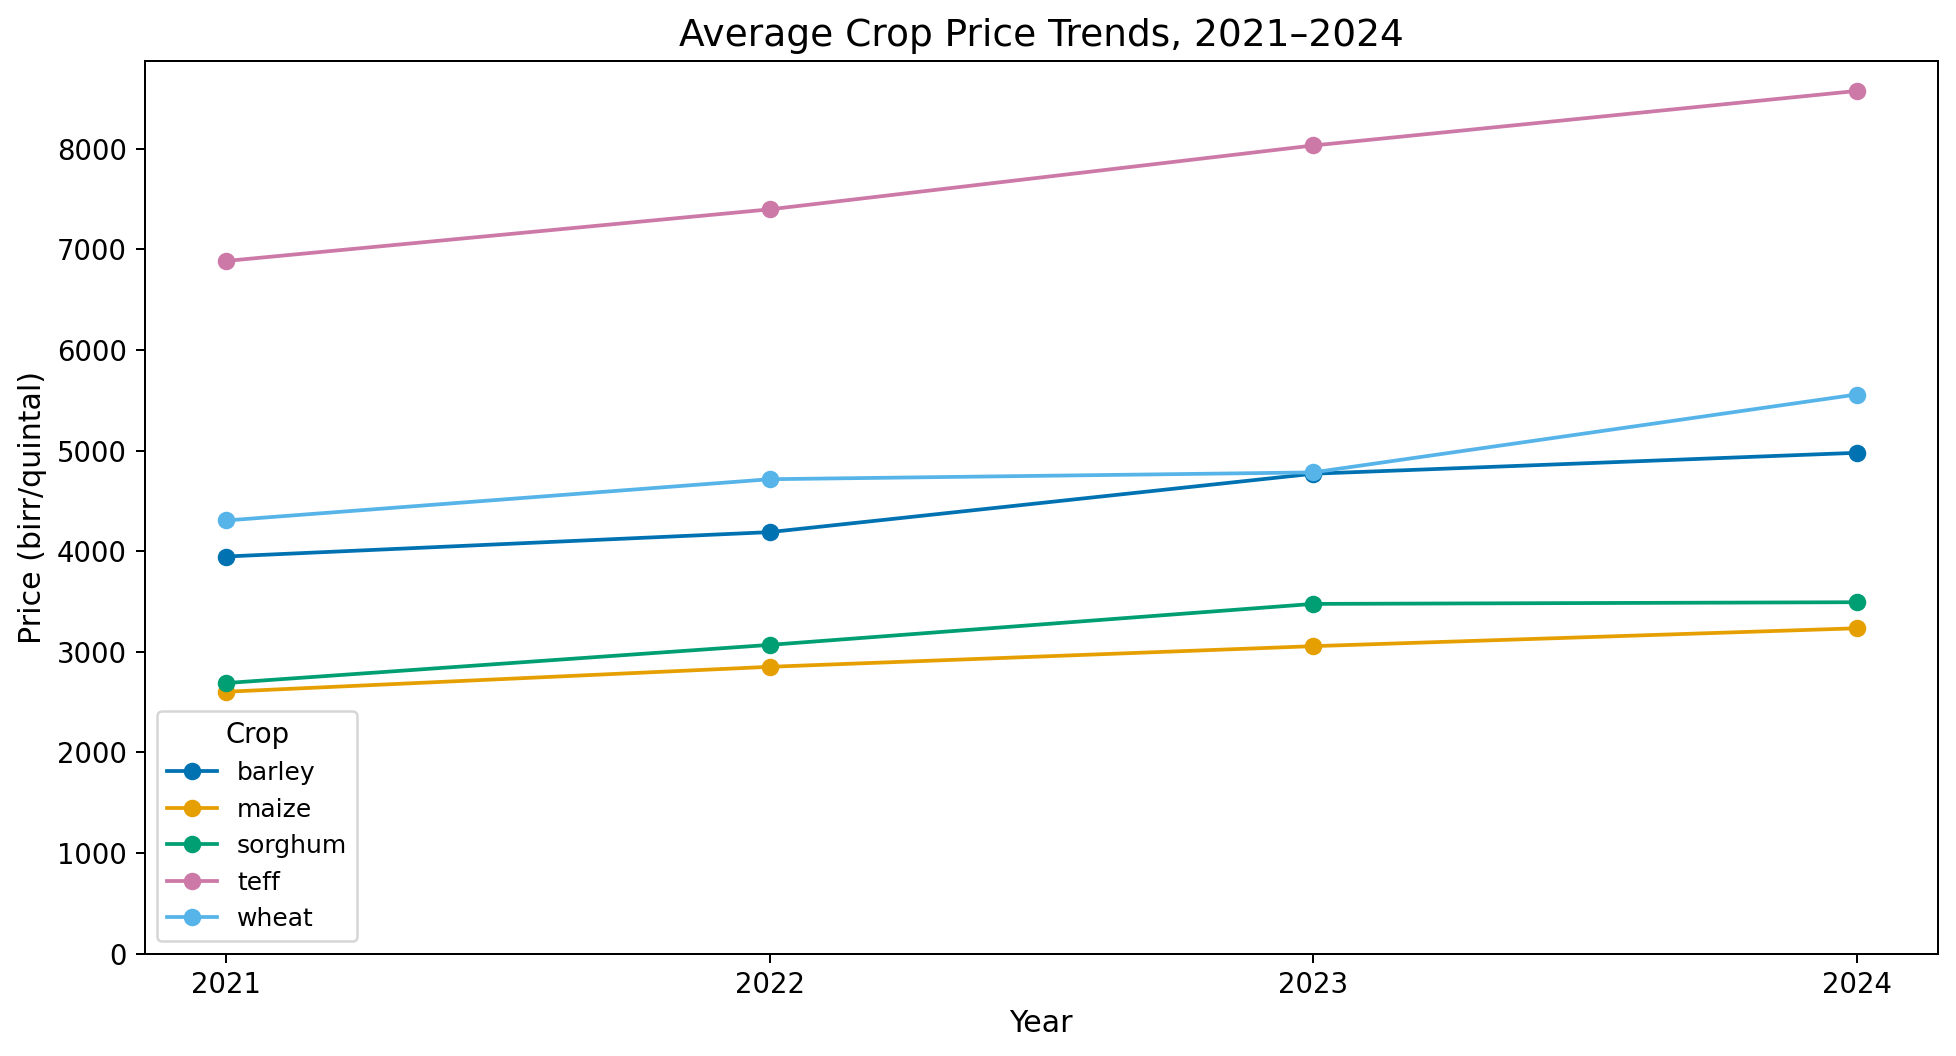 Average Crop Price Trends, 2021–2024
Price (birr/quintal)
8000
7000
6000
5000
4000
3000
2000
1000
0
Crop
barley
maize
sorghum
teff
wheat
2021 2022 2023 2024
Year